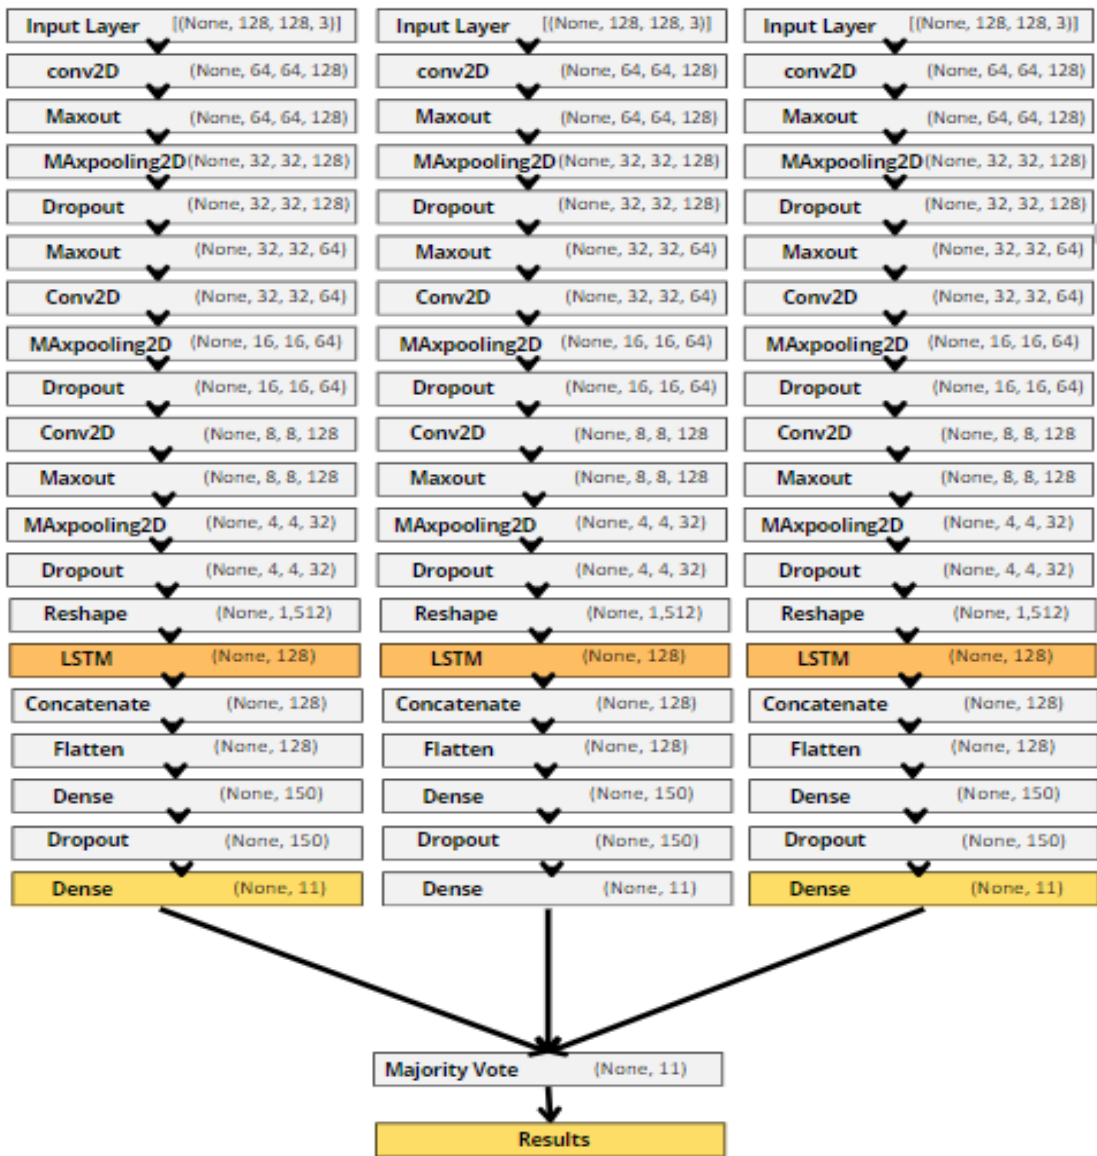 Input Layer [(None, 128, 128, 3)] Input Layer [(None, 128, 128, 3)] Input Layer [(None, 128, 128, 3)]
conv2D (None, 64, 64, 128) conv2D (None, 64, 64, 128) conv2D (None, 64, 64, 128)
Maxout (None, 64, 64, 128) Maxout (None, 64, 64, 128) Maxout (None, 64, 64, 128)
MAxpooling2D (None, 32, 32, 128) MAxpooling2D (None, 32, 32, 128) MAxpooling2D (None, 32, 32, 128)
Dropout (None, 32, 32, 128) Dropout (None, 32, 32, 128) Dropout (None, 32, 32, 128)
Maxout (None, 32, 32, 64) Maxout (None, 32, 32, 64) Maxout (None, 32, 32, 64)
Conv2D (None, 32, 32, 64) Conv2D (None, 32, 32, 64) Conv2D (None, 32, 32, 64)
MAxpooling2D (None, 16, 16, 64) MAxpooling2D (None, 16, 16, 64) MAxpooling2D (None, 16, 16, 64)
Dropout (None, 16, 16, 64) Dropout (None, 16, 16, 64) Dropout (None, 16, 16, 64)
Conv2D (None, 8, 8, 128 Conv2D (None, 8, 8, 128 Conv2D (None, 8, 8, 128
Maxout (None, 8, 8, 128 Maxout (None, 8, 8, 128 Maxout (None, 8, 8, 128
MAxpooling2D (None, 4, 4, 32) MAxpooling2D (None, 4, 4, 32) MAxpooling2D (None, 4, 4, 32)
Dropout (None, 4, 4, 32) Dropout (None, 4, 4, 32) Dropout (None, 4, 4, 32)
Reshape (None, 1,512) Reshape (None, 1,512) Reshape (None, 1,512)
LSTM (None, 128) LSTM (None, 128) LSTM (None, 128)
Concatenate (None, 128) Concatenate (None, 128) Concatenate (None, 128)
Flatten (None, 128) Flatten (None, 128) Flatten (None, 128)
Dense (None, 150) Dense (None, 150) Dense (None, 150)
Dropout (None, 150) Dropout (None, 150) Dropout (None, 150)
Dense (None, 11) Dense (None, 11) Dense (None, 11)
Majority Vote (None, 11)
Results